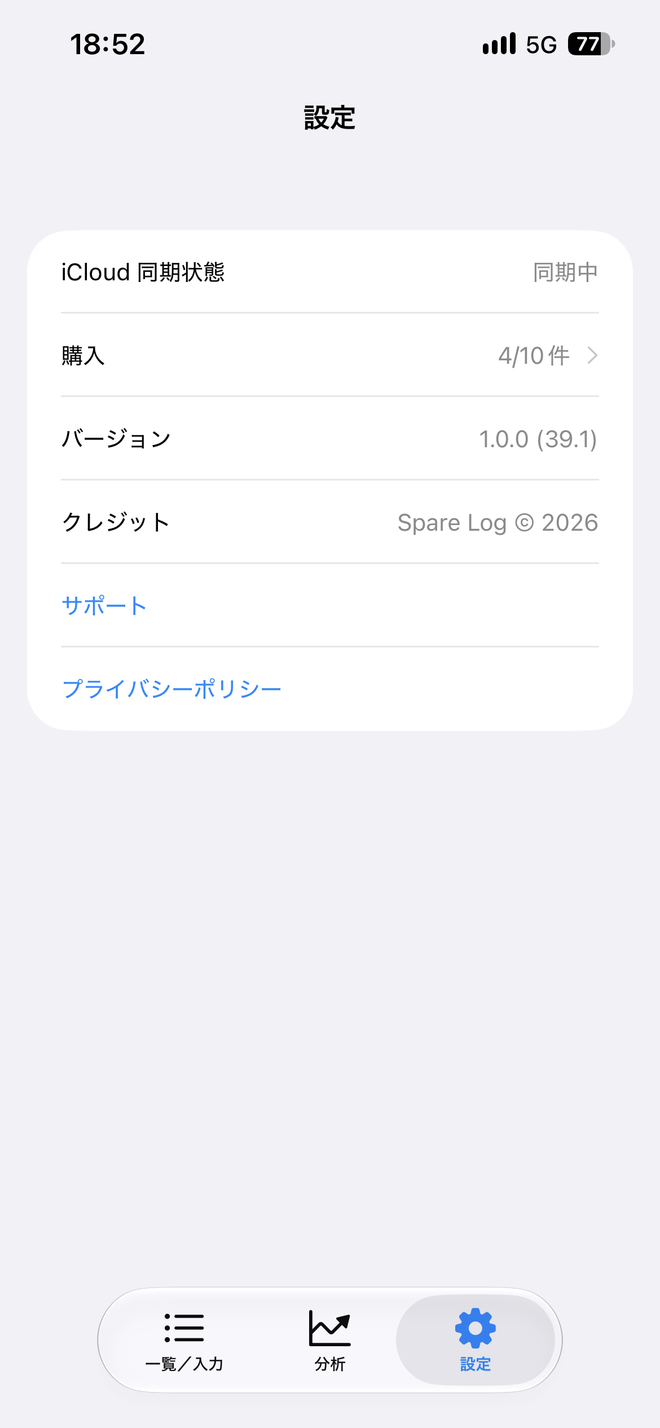 18:52
5G 77
設定
iCloud 同期状態 同期中
購入 4/10 件
バージョン 1.0.0 (39.1)
クレジット Spare Log © 2026
サポート
プライバシーポリシー
一覧／入力 分析 設定